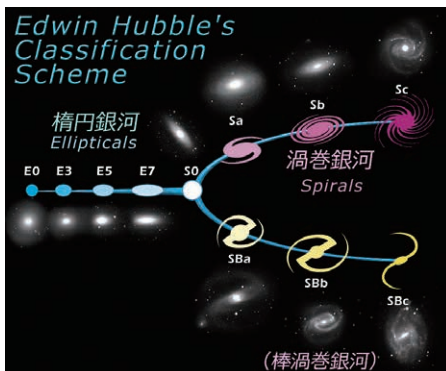 Edwin Hubble's
Classification
Scheme
楕円銀河
Ellipticals
E0 E3 E5 E7 S0
Sa Sb Sc
渦巻銀河
Spirals
SBa SBb SBc
(棒渦巻銀河)